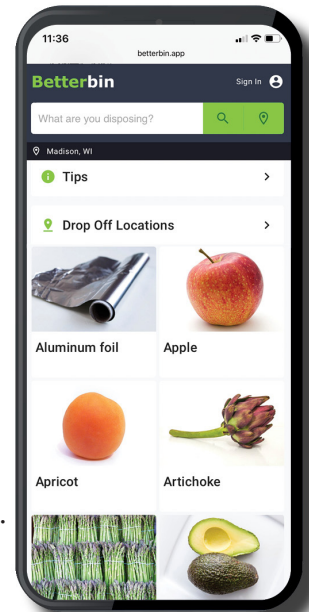 11:36
betterbin.app
Betterbin
Sign In
What are you disposing?
Madison, WI
Tips
Drop Off Locations
Aluminum foil
Apple
Apricot
Artichoke